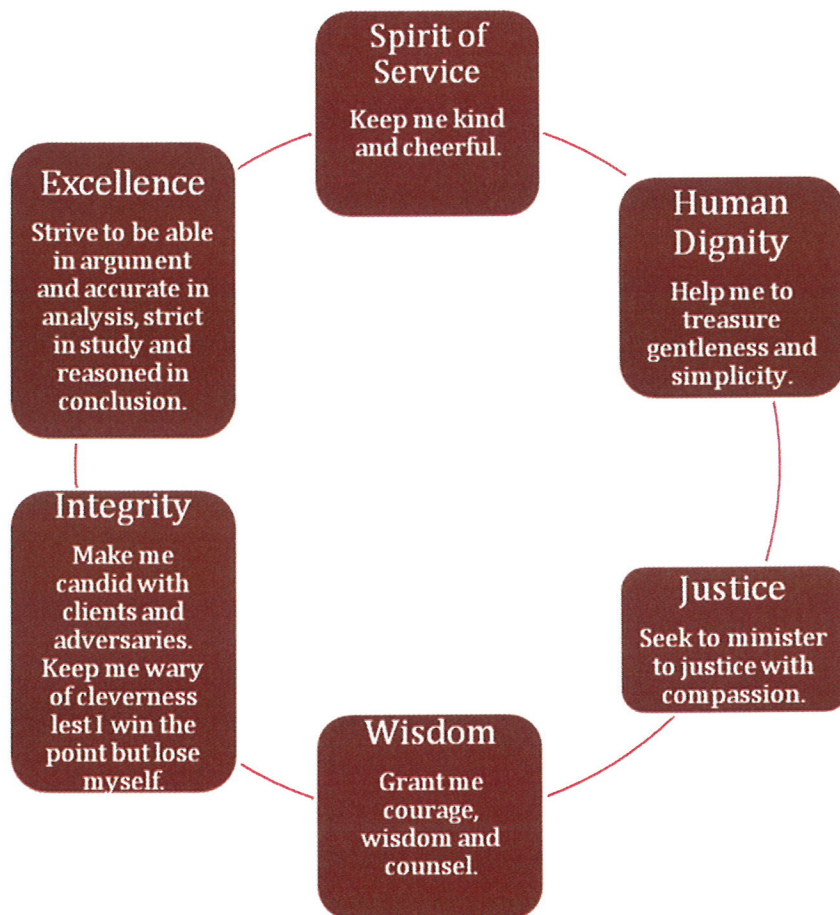 Spirit of
Service
Keep me kind
and cheerful.
Human
Dignity
Help me to
treasure
gentleness and
simplicity.
Justice
Seek to minister
to justice with
compassion.
Wisdom
Grant me
courage,
wisdom and
counsel.
Integrity
Make me
candid with
clients and
adversaries.
Keep me wary
of cleverness
lest I win the
point but lose
myself.
Excellence
Strive to be able
in argument
and accurate in
analysis, strict
in study and
reasoned in
conclusion.